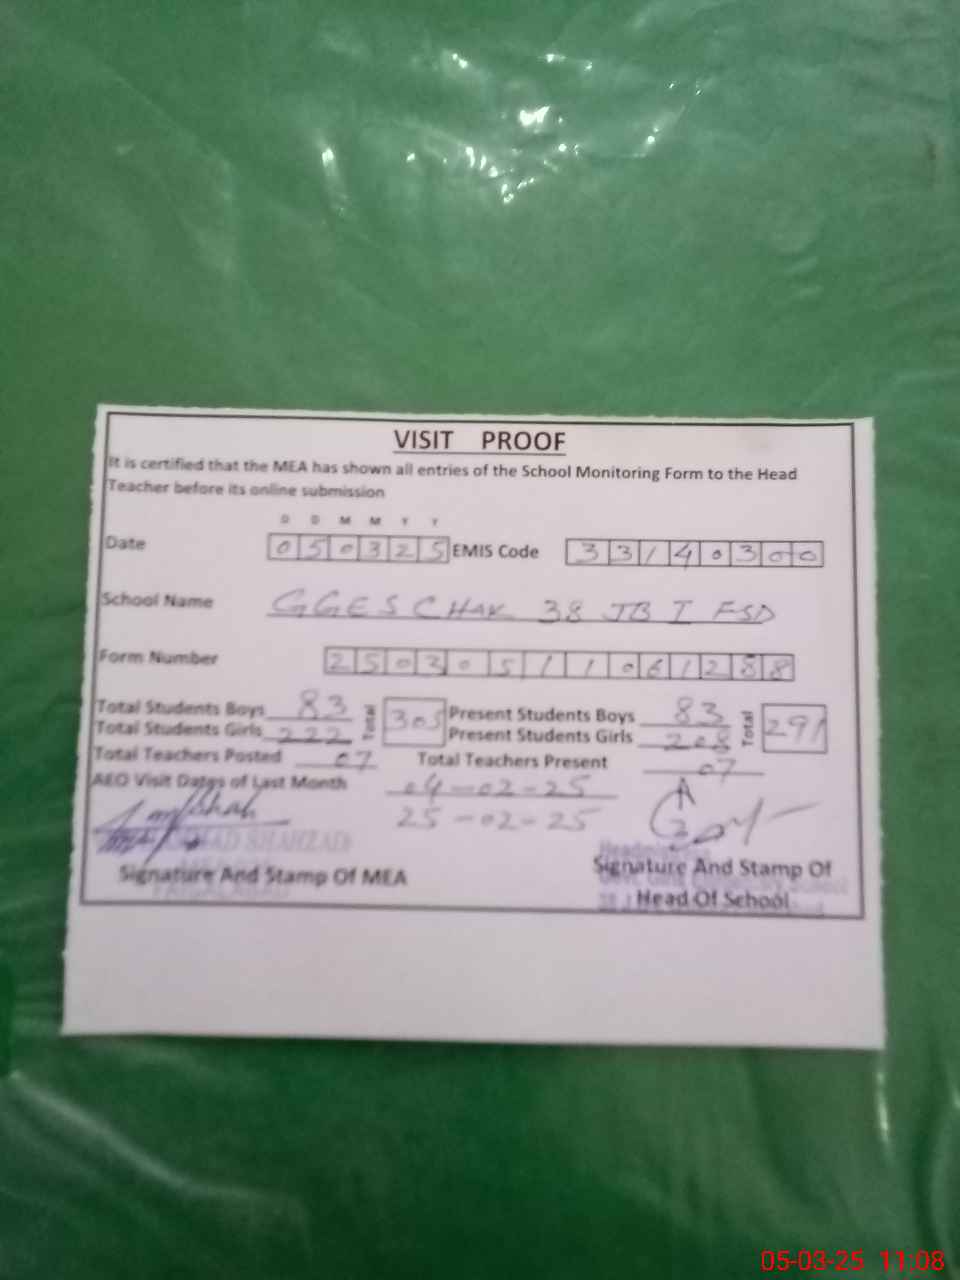 VISIT PROOF
It is certified that the MEA has shown all entries of the School Monitoring Form to the Head
Teacher before its online submission
D D M M Y Y
Date 050325 EMIS Code 33140300
School Name GGES CHAK 38 JB I FSD
Form Number 25030511061288
Total Students Boys 83 Total 305 Present Students Boys 83 Total 291
Total Students Girls 222 Present Students Girls 208
Total Teachers Posted 07 Total Teachers Present 07
AEO Visit Dates of Last Month 04-02-25
25-02-25
SHAHZAD
Signature And Stamp Of MEA
Signature And Stamp Of
Head Of School
05-03-25 11:08